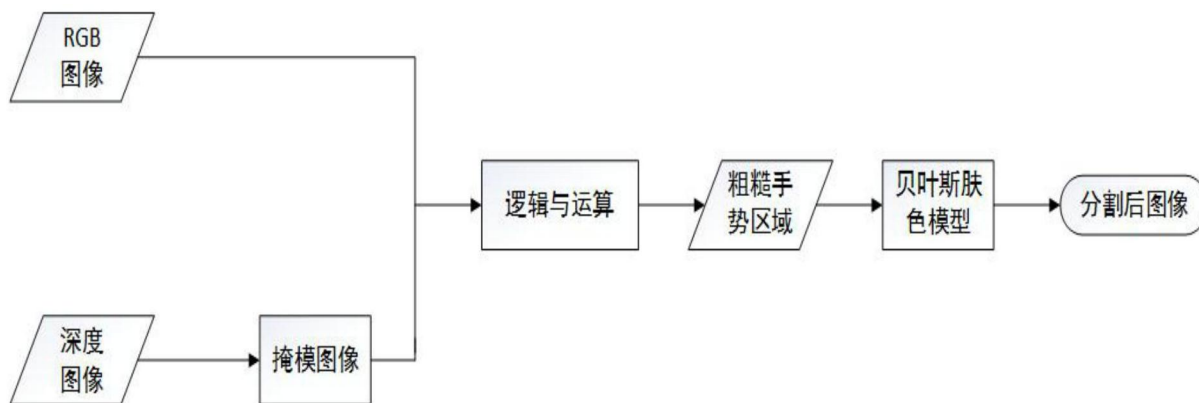 RGB
图像
逻辑与运算
粗糙手
势区域
贝叶斯肤
色模型
分割后图像
深度
图像
掩模图像